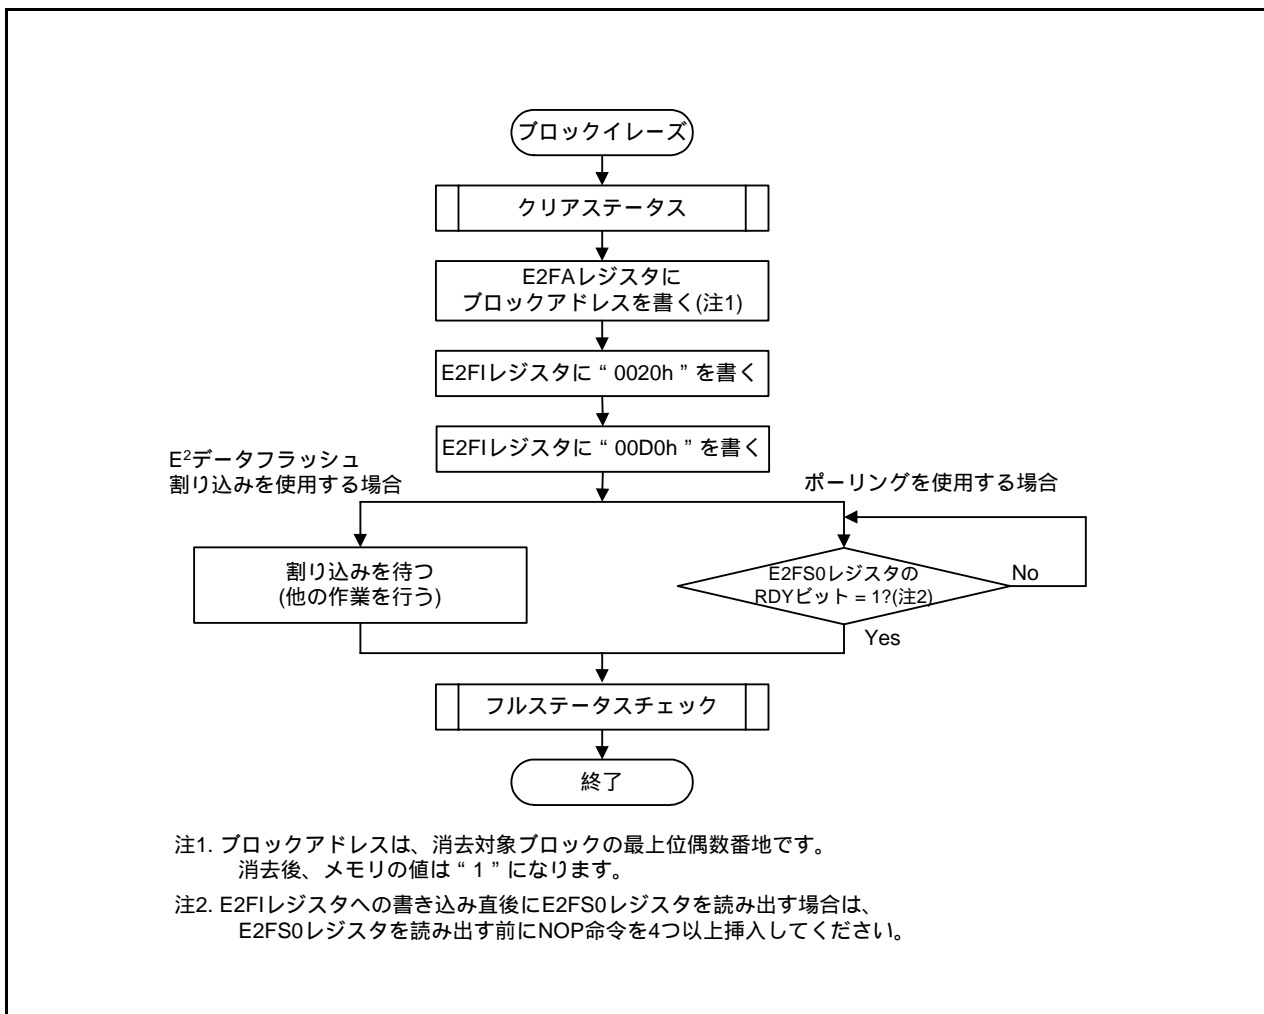 ブロックイレーズ
クリアステータス
E2FAレジスタに
ブロックアドレスを書く(注1)
E2FIレジスタに“0020h”を書く
E2FIレジスタに“00D0h”を書く
E²データフラッシュ
割り込みを使用する場合
ポーリングを使用する場合
割り込みを待つ
(他の作業を行う)
E2FS0レジスタの
RDYビット = 1?(注2)
No
Yes
フルステータスチェック
終了
注1. ブロックアドレスは、消去対象ブロックの最上位偶数番地です。
消去後、メモリの値は“1”になります。
注2. E2FIレジスタへの書き込み直後にE2FS0レジスタを読み出す場合は、
E2FS0レジスタを読み出す前にNOP命令を4つ以上挿入してください。